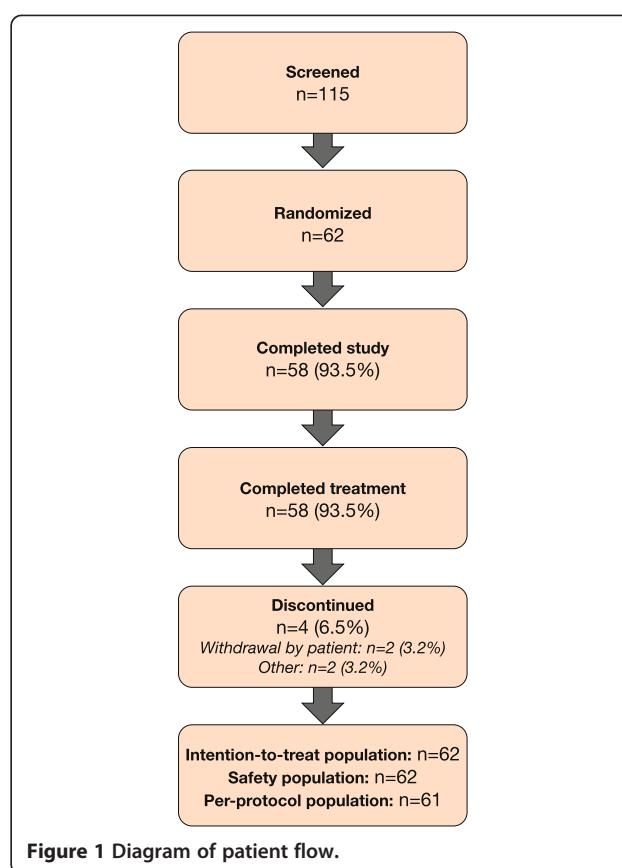 Screened
n=115
Randomized
n=62
Completed study
n=58 (93.5%)
Completed treatment
n=58 (93.5%)
Discontinued
n=4 (6.5%)
Withdrawal by patient: n=2 (3.2%)
Other: n=2 (3.2%)
Intention-to-treat population: n=62
Safety population: n=62
Per-protocol population: n=61
Figure 1 Diagram of patient flow.